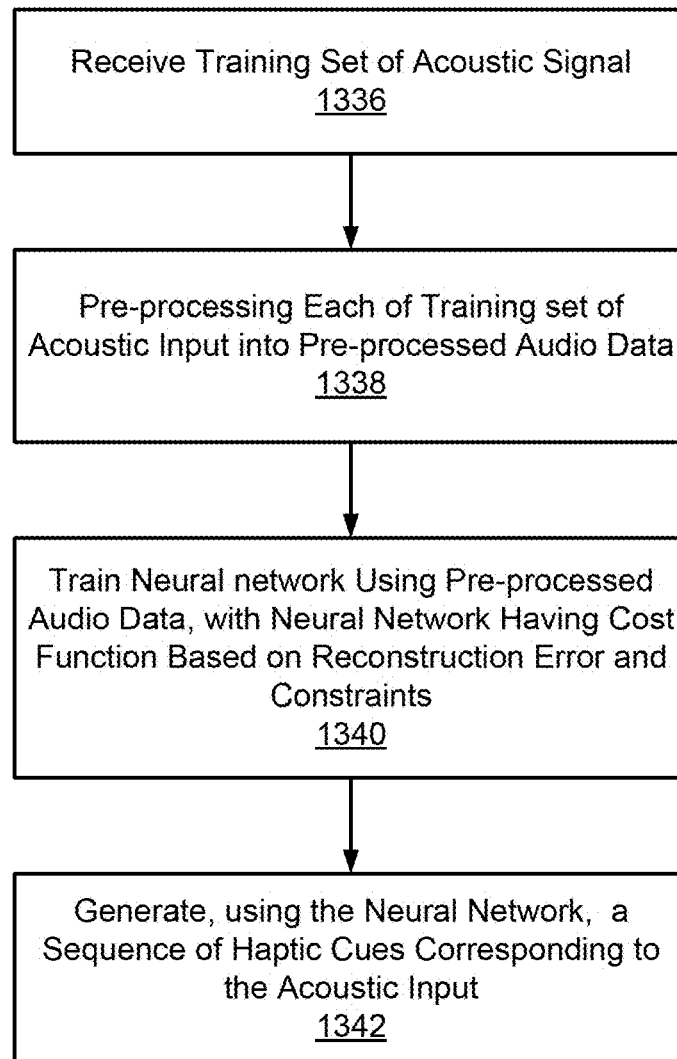 Receive Training Set of Acoustic Signal
1336
Pre-processing Each of Training set of
Acoustic Input into Pre-processed Audio Data
1338
Train Neural network Using Pre-processed
Audio Data, with Neural Network Having Cost
Function Based on Reconstruction Error and
Constraints
1340
Generate, using the Neural Network, a
Sequence of Haptic Cues Corresponding to
the Acoustic Input
1342